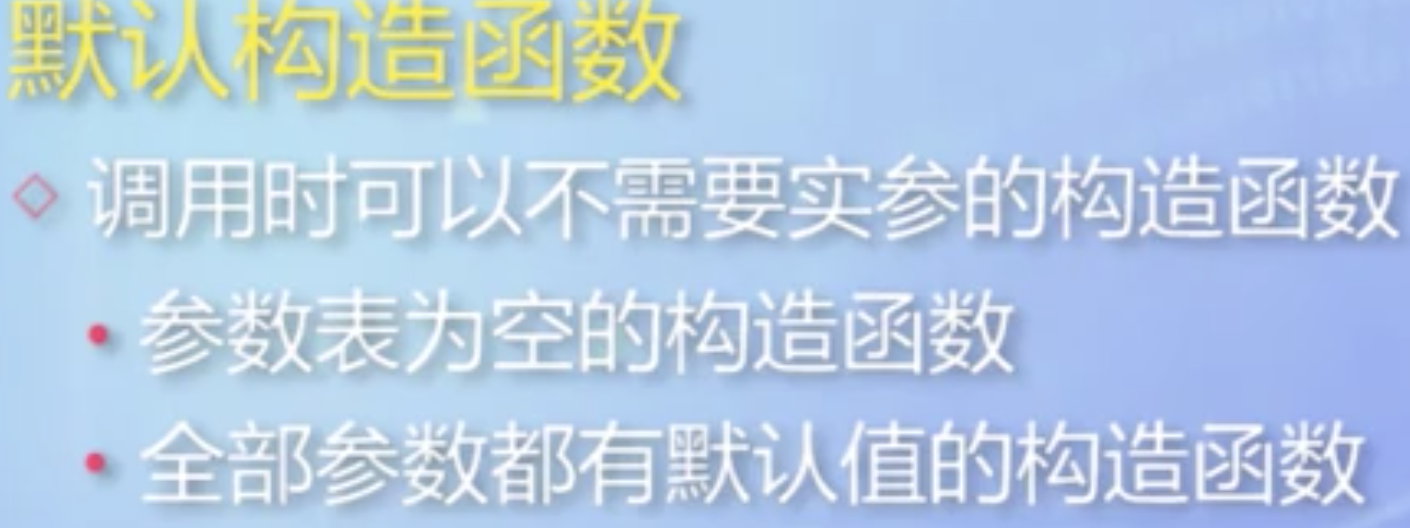 默认构造函数
调用时可以不需要实参的构造函数
参数表为空的构造函数
全部参数都有默认值的构造函数